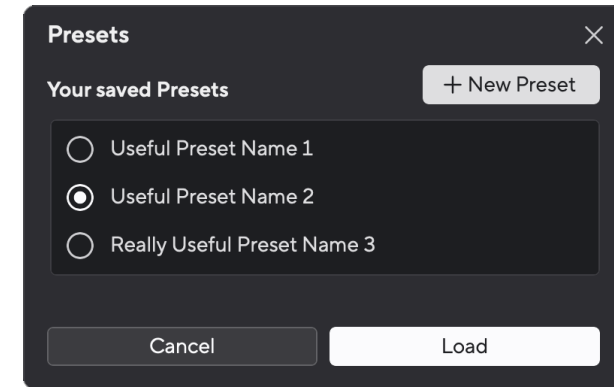 Presets
Your saved Presets
+ New Preset
Useful Preset Name 1
Useful Preset Name 2
Really Useful Preset Name 3
Cancel
Load